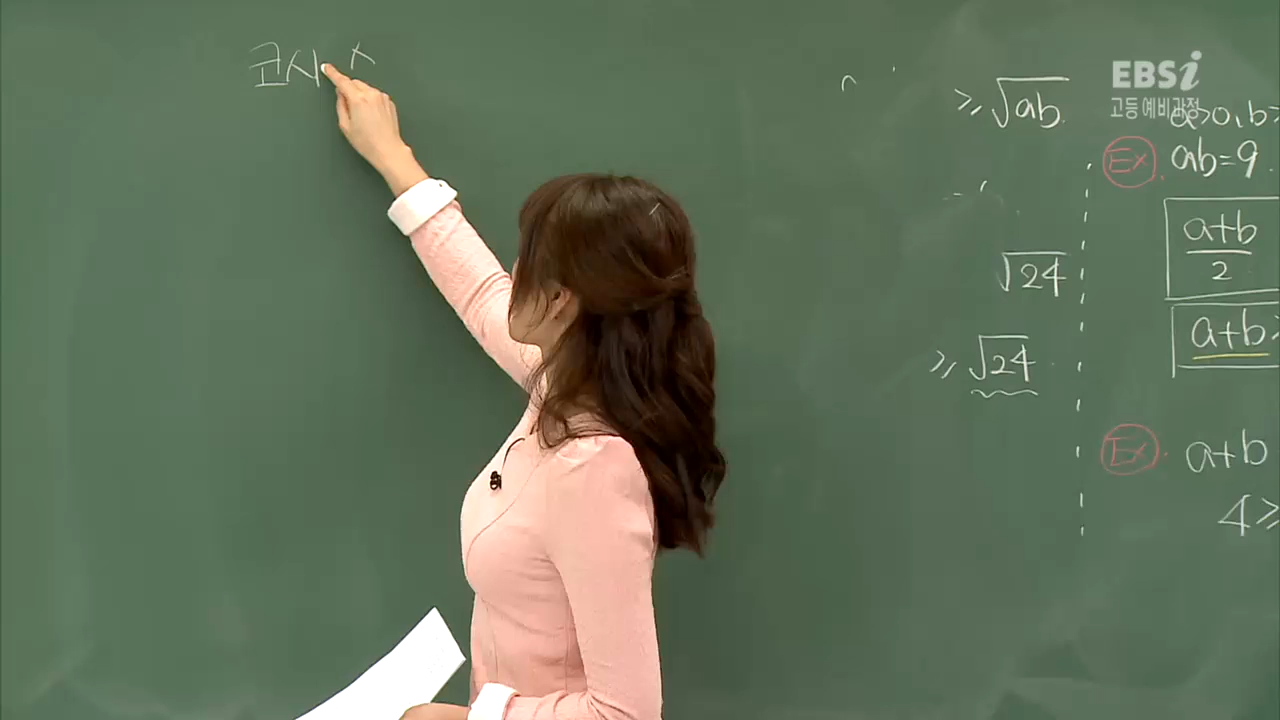 코시 ㅅ
≥ √ab
√24
≥ √24
EBSi
고등 예비과정
a>0, b>
Ex. ab=9
a+b
2
a+b≥
Ex. a+b
4≥